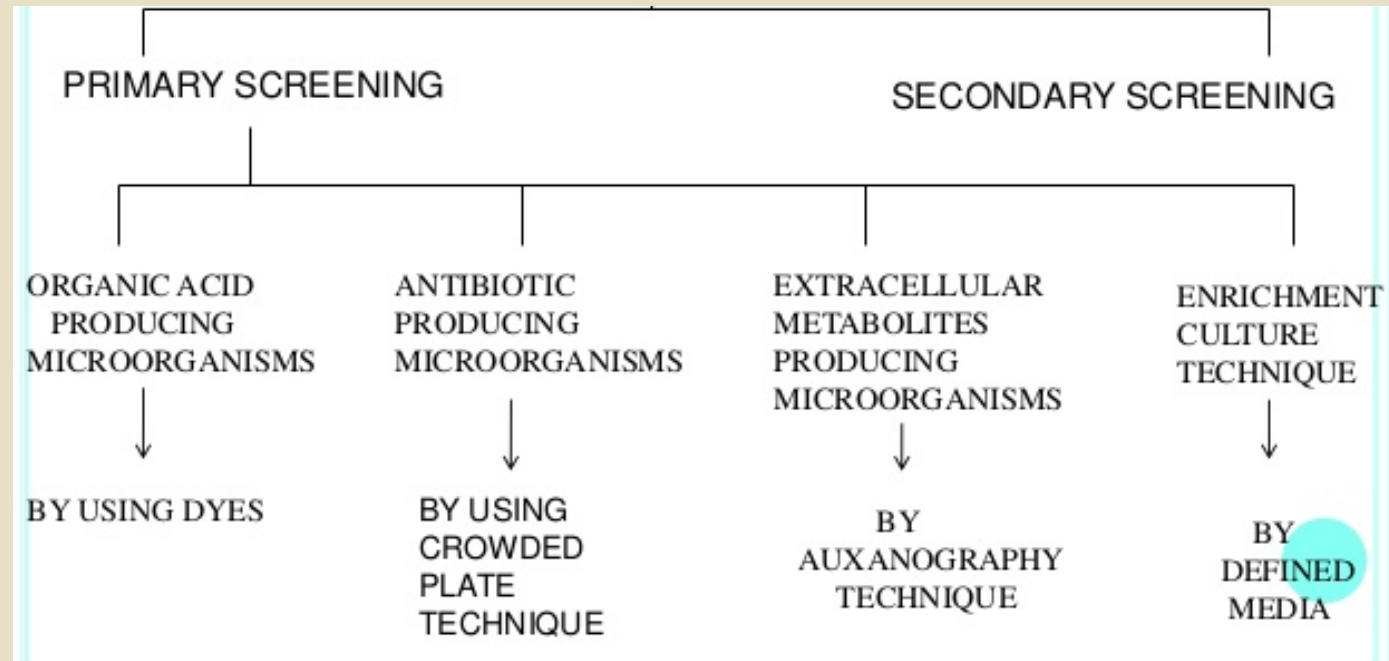 PRIMARY SCREENING
SECONDARY SCREENING
ORGANIC ACID
PRODUCING
MICROORGANISMS
BY USING DYES
ANTIBIOTIC
PRODUCING
MICROORGANISMS
BY USING
CROWDED
PLATE
TECHNIQUE
EXTRACELLULAR
METABOLITES
PRODUCING
MICROORGANISMS
BY
AUXANOGRAPHY
TECHNIQUE
ENRICHMENT
CULTURE
TECHNIQUE
BY
DEFINED
MEDIA